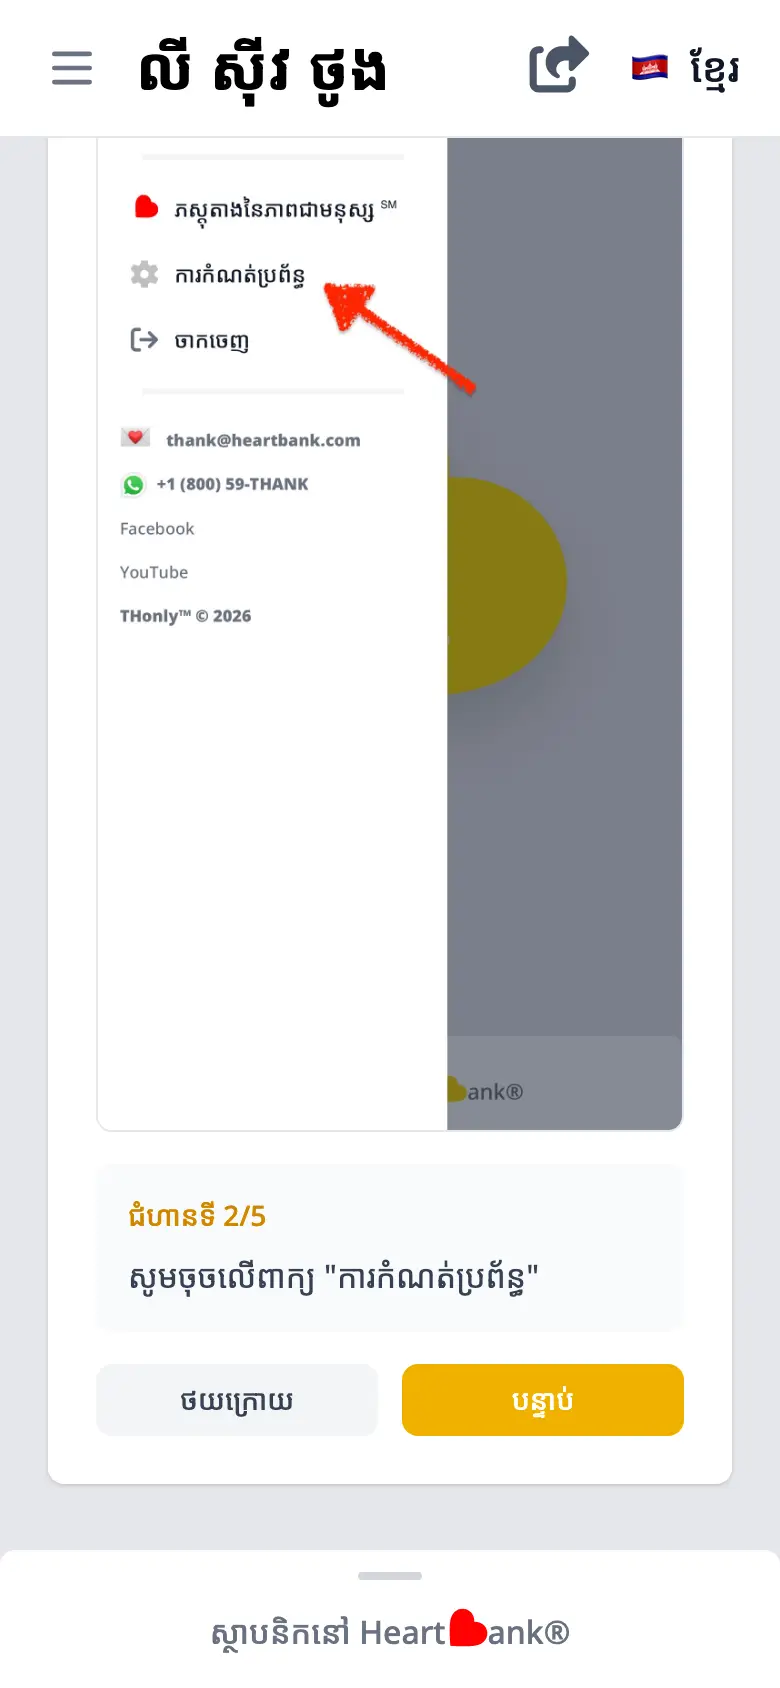 លី ស៊ីវ ថូង
ខ្មែរ
ភស្តុតាងនៃភាពជាមនុស្ស ℠
ការកំណត់ប្រព័ន្ធ
ចាកចេញ
thank@heartbank.com
+1 (800) 59-THANK
Facebook
YouTube
THonly™ © 2026
ank®
ជំហានទី 2/5
សូមចុចលើពាក្យ "ការកំណត់ប្រព័ន្ធ"
ថយក្រោយ
បន្ទាប់
ស្ថាបនិកនៅ Heart ank®